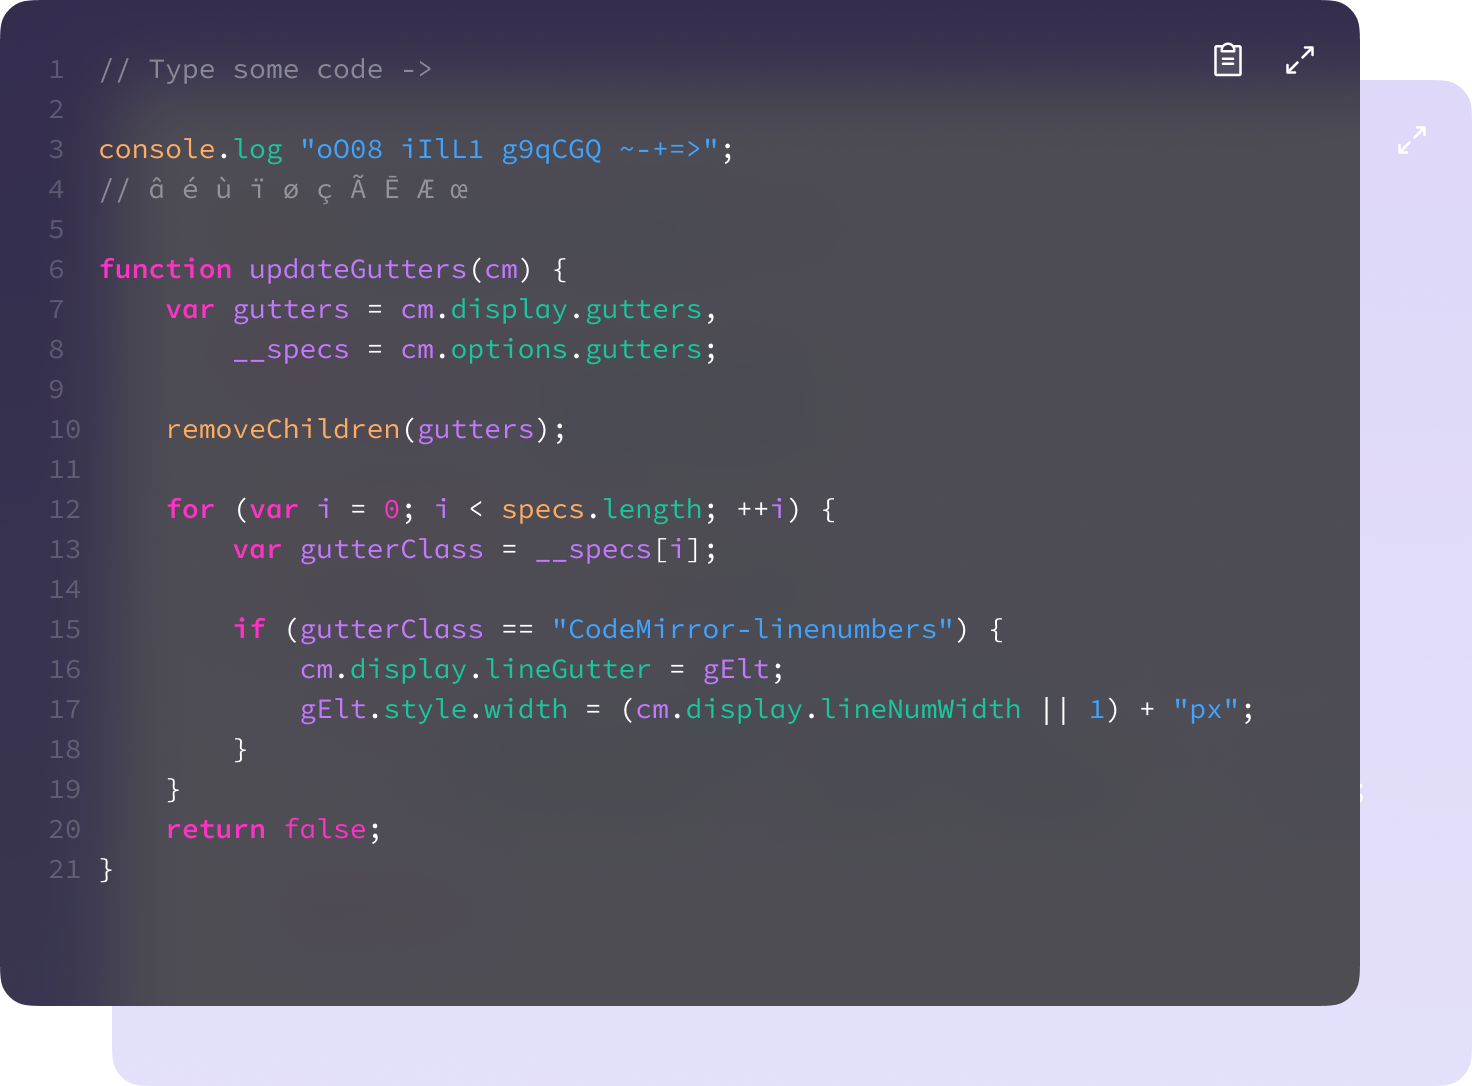 1 // Type some code ->
2
3 console.log "oO08 iIlL1 g9qCGQ ~-+=>";
4 // â é ù ï ø ç Ã Ē Æ œ
5
6 function updateGutters(cm) {
7     var gutters = cm.display.gutters,
8         __specs = cm.options.gutters;
9
10     removeChildren(gutters);
11
12     for (var i = 0; i < specs.length; ++i) {
13         var gutterClass = __specs[i];
14
15         if (gutterClass == "CodeMirror-linenumbers") {
16             cm.display.lineGutter = gElt;
17             gElt.style.width = (cm.display.lineNumWidth || 1) + "px";
18         }
19     }
20     return false;
21 }